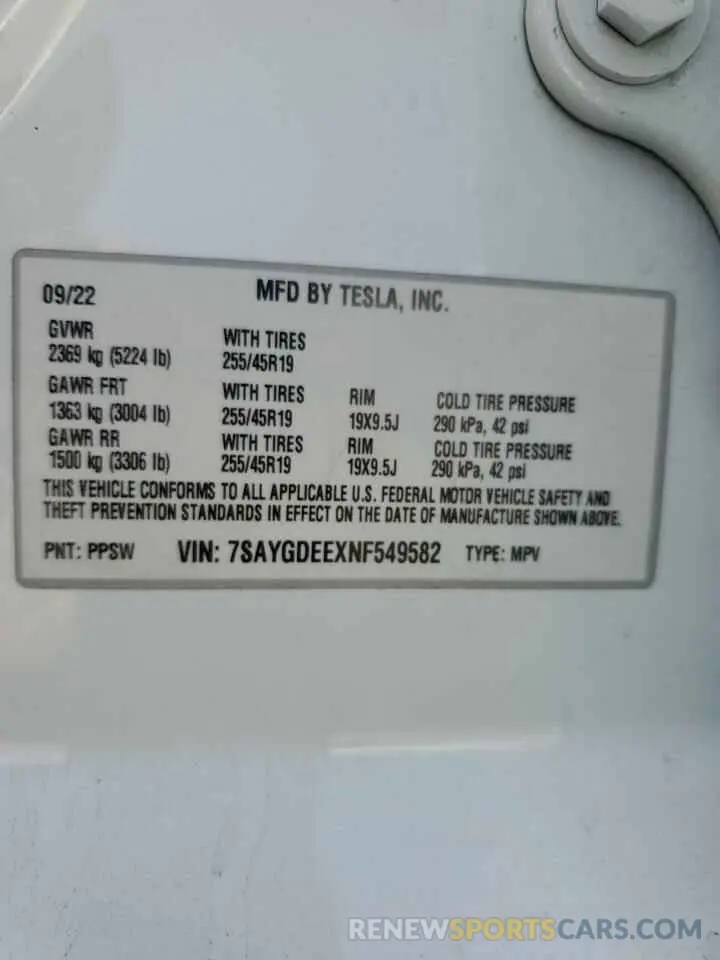 09/22 MFD BY TESLA, INC.
GVWR
2369 kg (5224 lb) WITH TIRES 255/45R19
GAWR FRT
1363 kg (3004 lb) WITH TIRES 255/45R19 RIM 19X9.5J COLD TIRE PRESSURE 290 kPa, 42 psi
GAWR RR
1500 kg (3306 lb) WITH TIRES 255/45R19 RIM 19X9.5J COLD TIRE PRESSURE 290 kPa, 42 psi
THIS VEHICLE CONFORMS TO ALL APPLICABLE U.S. FEDERAL MOTOR VEHICLE SAFETY AND
THEFT PREVENTION STANDARDS IN EFFECT ON THE DATE OF MANUFACTURE SHOWN ABOVE.
PNT: PPSW VIN: 7SAYGDEEXNF549582 TYPE: MPV
RENEWSPORTSCARS.COM